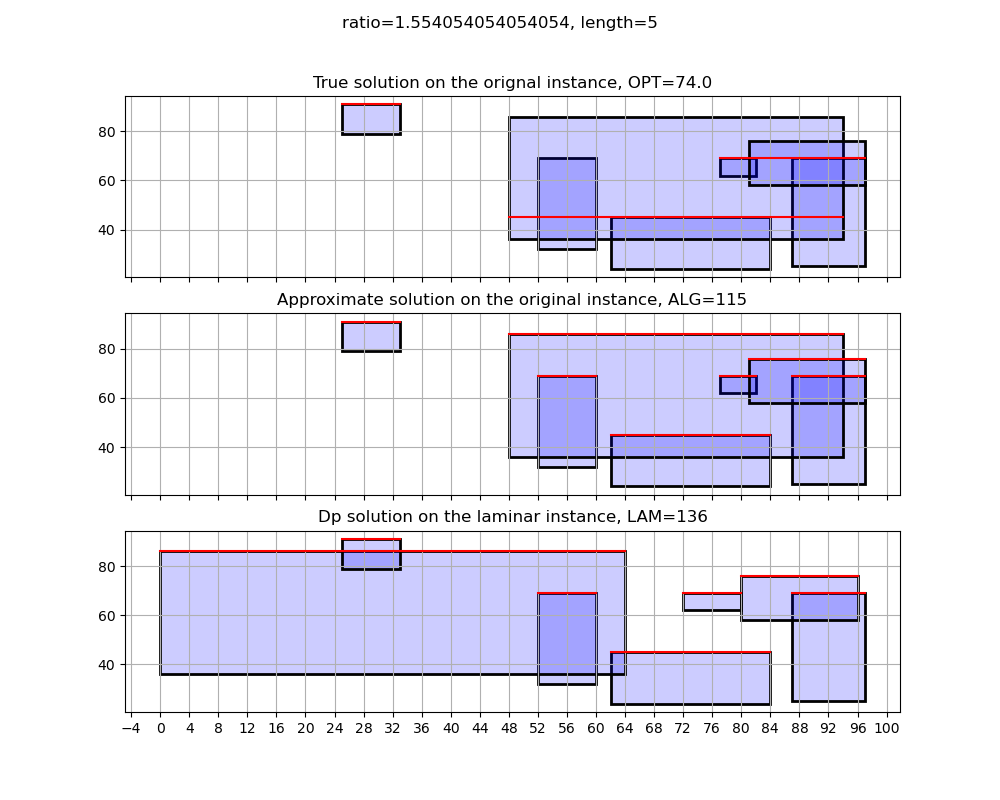 ratio=1.554054054054054, length=5
True solution on the orignal instance, OPT=74.0
80
60
40
Approximate solution on the original instance, ALG=115
80
60
40
Dp solution on the laminar instance, LAM=136
80
60
40
−4 0 4 8 12 16 20 24 28 32 36 40 44 48 52 56 60 64 68 72 76 80 84 88 92 96 100